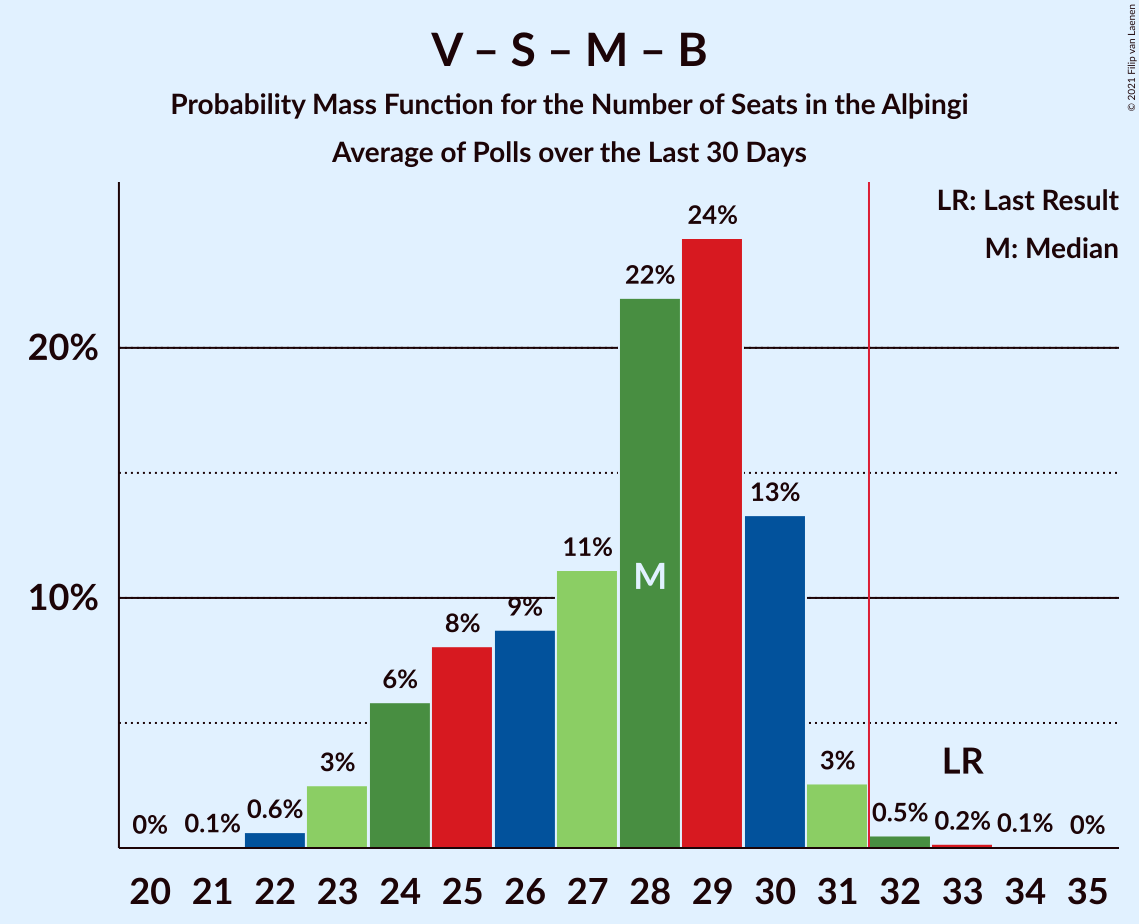 V – S – M – B
Probability Mass Function for the Number of Seats in the Alþingi
Average of Polls over the Last 30 Days
© 2021 Filip van Laenen
LR: Last Result
M: Median
20%
10%
0%
0.1%
0.6%
3%
6%
8%
9%
11%
22%
24%
13%
3%
0.5%
0.2%
0.1%
0%
M
LR
20 21 22 23 24 25 26 27 28 29 30 31 32 33 34 35